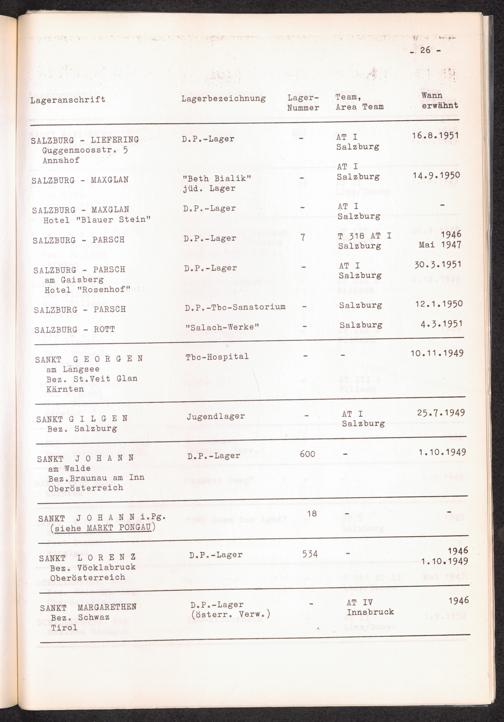 - 26 -
Lageranschrift Lagerbezeichnung Lager- Team, Wann
Nummer Area Team erwähnt
SALZBURG - LIEFERING D.P.-Lager - AT I 16.8.1951
Guggenmoosstr. 5 Salzburg
Annahof
AT I
SALZBURG - MAXGLAN "Beth Bialik" - Salzburg 14.9.1950
jüd. Lager
SALZBURG - MAXGLAN D.P.-Lager - AT I -
Hotel "Blauer Stein" Salzburg
SALZBURG - PARSCH D.P.-Lager 7 T 318 AT I 1946
Salzburg Mai 1947
SALZBURG - PARSCH D.P.-Lager - AT I 30.3.1951
am Gaisberg Salzburg
Hotel "Rosenhof"
SALZBURG - PARSCH D.P.-Tbc-Sanatorium - Salzburg 12.1.1950
SALZBURG - ROTT "Salach-Werke" - Salzburg 4.3.1951
SANKT G E O R G E N Tbc-Hospital - - 10.11.1949
am Längsee
Bez. St.Veit Glan
Kärnten
SANKT G I L G E N Jugendlager - AT I 25.7.1949
Bez. Salzburg Salzburg
SANKT J O H A N N D.P.-Lager 600 - 1.10.1949
am Walde
Bez.Braunau am Inn
Oberösterreich
SANKT J O H A N N i.Pg. 18 - -
(siehe MARKT PONGAU)
SANKT L O R E N Z D.P.-Lager 534 - 1946
Bez. Vöcklabruck 1.10.1949
Oberösterreich
SANKT MARGARETHEN D.P.-Lager - AT IV 1946
Bez. Schwaz (österr. Verw.) Innsbruck
Tirol